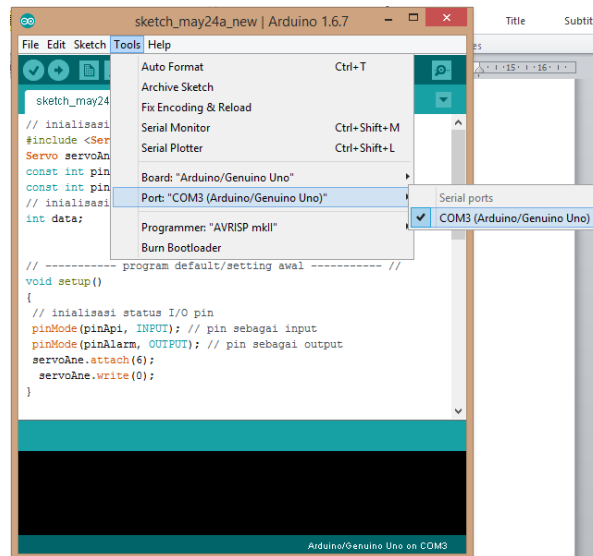 sketch_may24a_new | Arduino 1.6.7
Title
Subtit
File Edit Sketch Tools Help
es
Auto Format Ctrl+T
Archive Sketch
Fix Encoding & Reload
Serial Monitor Ctrl+Shift+M
Serial Plotter Ctrl+Shift+L
Board: "Arduino/Genuino Uno"
Port: "COM3 (Arduino/Genuino Uno)"
Programmer: "AVRISP mkII"
Burn Bootloader
Serial ports
COM3 (Arduino/Genuino Uno)
15 16
sketch_may24
// inialisasi
#include <Ser
Servo servoAn
const int pin
const int pin
// inialisasi
int data;
// ----------- program default/setting awal ----------- //
void setup()
{
// inialisasi status I/O pin
pinMode(pinApi, INPUT); // pin sebagai input
pinMode(pinAlarm, OUTPUT); // pin sebagai output
servoAne.attach(6);
servoAne.write(0);
}
Arduino/Genuino Uno on COM3